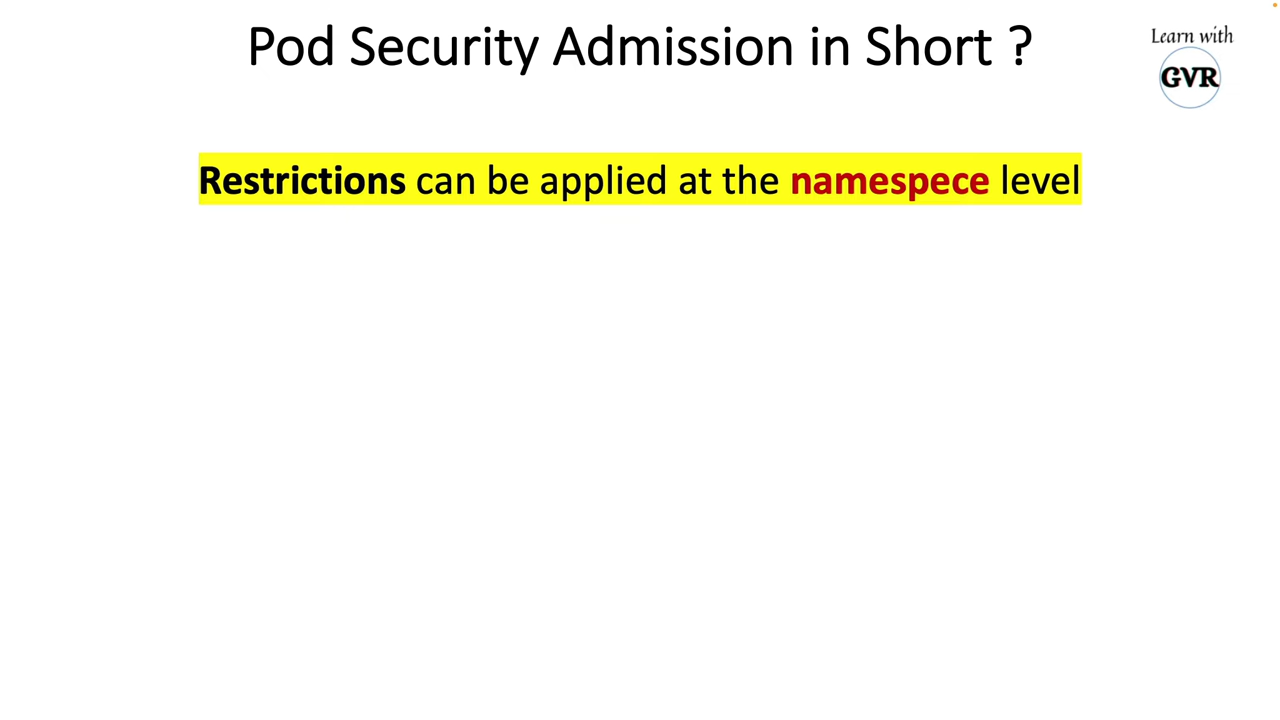 Pod Security Admission in Short ?
Learn with
GVR
Restrictions can be applied at the namespece level